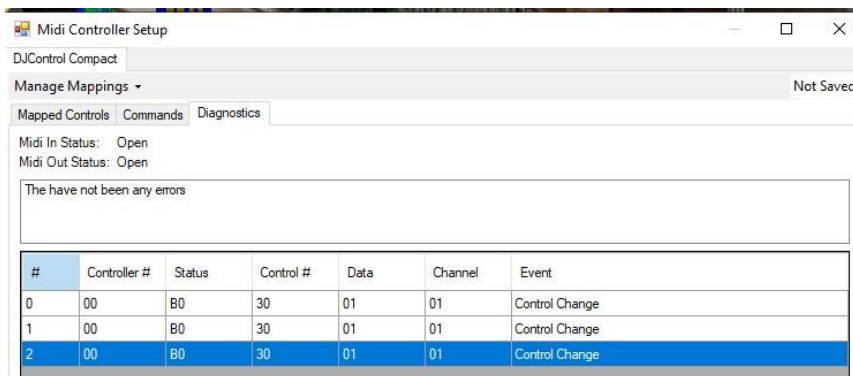 Midi Controller Setup
DJControl Compact
Manage Mappings
Not Saved
Mapped Controls Commands Diagnostics
Midi In Status: Open
Midi Out Status: Open
The have not been any errors
# Controller # Status Control # Data Channel Event
0 00 B0 30 01 01 Control Change
1 00 B0 30 01 01 Control Change
2 00 B0 30 01 01 Control Change